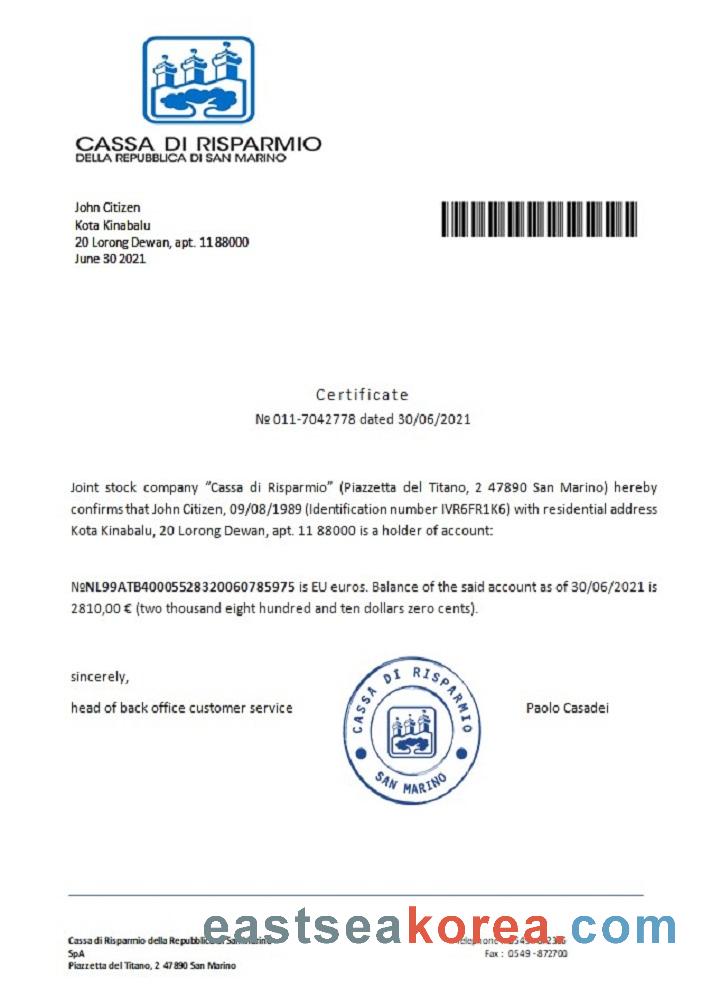 CASSA DI RISPARMIO
DELLA REPUBBLICA DI SAN MARINO
John Citizen
Kota Kinabalu
20 Lorong Dewan, apt. 11 88000
June 30 2021
Certificate
№ 011-7042778 dated 30/06/2021
Joint stock company “Cassa di Risparmio” (Piazzetta del Titano, 2 47890 San Marino) hereby
confirms that John Citizen, 09/08/1989 (Identification number IVR6FR1K6) with residential address
Kota Kinabalu, 20 Lorong Dewan, apt. 11 88000 is a holder of account:
№NL99ATB40005528320060785975 is EU euros. Balance of the said account as of 30/06/2021 is
2810,00 € (two thousand eight hundred and ten dollars zero cents).
sincerely,
head of back office customer service
CASSA DI RISPARMIO
SAN MARINO
Paolo Casadei
eastseakorea.com
Cassa di Risparmio della Repubblica di San Marino
SpA
Fax : 0549 -872700
Piazzetta del Titano, 2 47890 San Marino